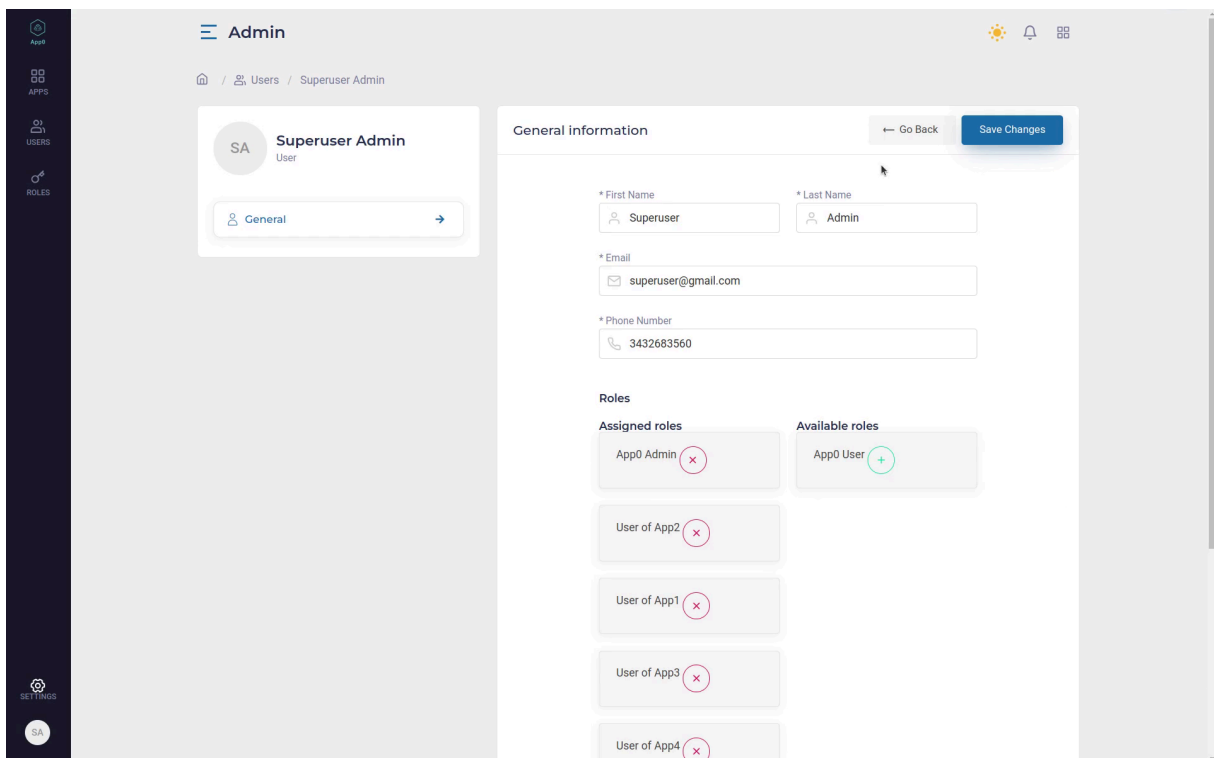 App0
APPS
USERS
ROLES
SETTINGS
SA
Admin
/ Users / Superuser Admin
SA
Superuser Admin
User
General
General information
← Go Back
Save Changes
* First Name
* Last Name
Superuser
Admin
* Email
superuser@gmail.com
* Phone Number
3432683560
Roles
Assigned roles
Available roles
App0 Admin
App0 User
User of App2
User of App1
User of App3
User of App4